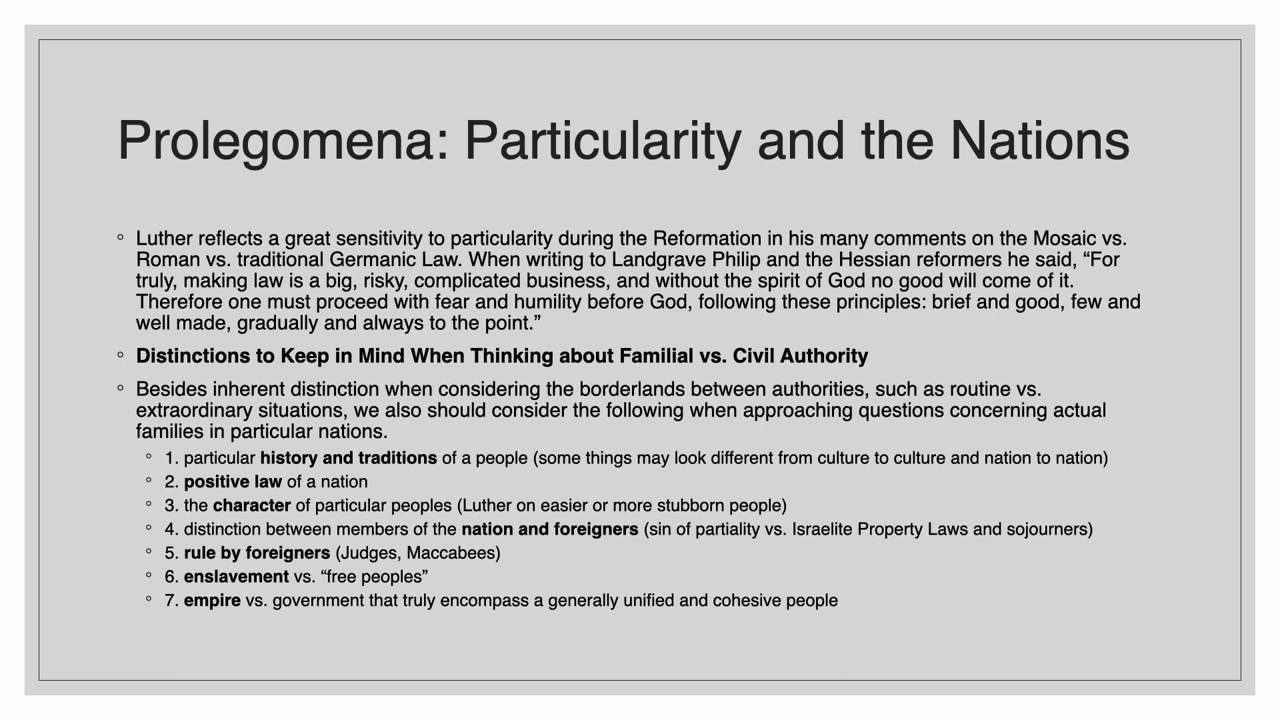 Prolegomena: Particularity and the Nations
◦ Luther reflects a great sensitivity to particularity during the Reformation in his many comments on the Mosaic vs.
Roman vs. traditional Germanic Law. When writing to Landgrave Philip and the Hessian reformers he said, “For
truly, making law is a big, risky, complicated business, and without the spirit of God no good will come of it.
Therefore one must proceed with fear and humility before God, following these principles: brief and good, few and
well made, gradually and always to the point.”
◦ Distinctions to Keep in Mind When Thinking about Familial vs. Civil Authority
◦ Besides inherent distinction when considering the borderlands between authorities, such as routine vs.
extraordinary situations, we also should consider the following when approaching questions concerning actual
families in particular nations.
◦ 1. particular history and traditions of a people (some things may look different from culture to culture and nation to nation)
◦ 2. positive law of a nation
◦ 3. the character of particular peoples (Luther on easier or more stubborn people)
◦ 4. distinction between members of the nation and foreigners (sin of partiality vs. Israelite Property Laws and sojourners)
◦ 5. rule by foreigners (Judges, Maccabees)
◦ 6. enslavement vs. “free peoples”
◦ 7. empire vs. government that truly encompass a generally unified and cohesive people